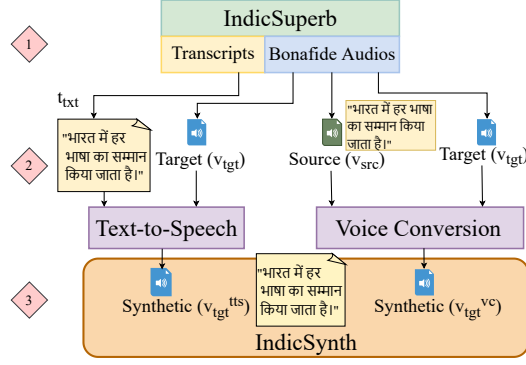 IndicSuperb
1
Transcripts
Bonafide Audios
t_txt
"भारत में हर
भाषा का सम्मान
किया जाता है।"
"भारत में हर भाषा
का सम्मान किया
जाता है।"
2
Target (v_tgt)
Source (v_src)
Target (v_tgt)
Text-to-Speech
Voice Conversion
3
"भारत में हर
भाषा का सम्मान
किया जाता है।"
Synthetic (v_tgt^tts)
Synthetic (v_tgt^vc)
IndicSynth